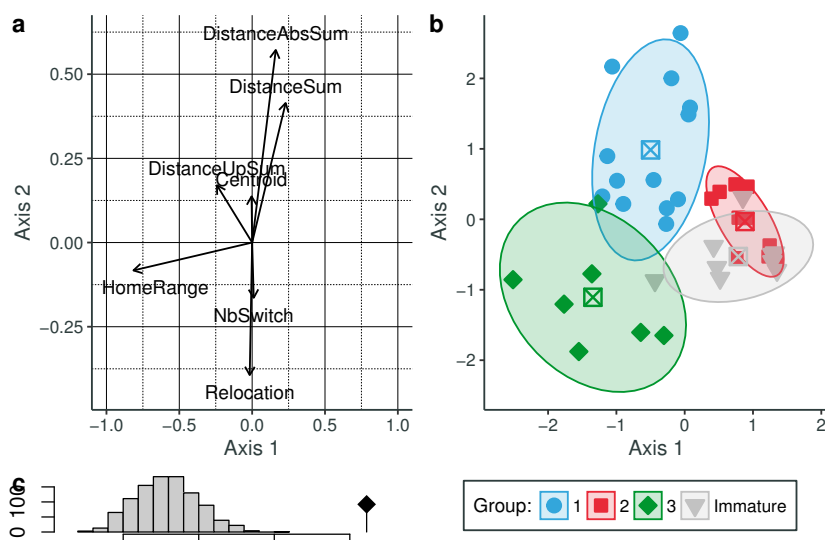 a
DistanceAbsSum
DistanceSum
DistanceUpSum
Centroid
HomeRange
NbSwitch
Relocation
0.50
0.25
0.00
−0.25
−1.0 −0.5 0.0 0.5 1.0
Axis 1
Axis 2
b
2
1
0
−1
−2
−2 −1 0 1 2
Axis 1
Axis 2
c
0 100
Group: 1 2 3 Immature